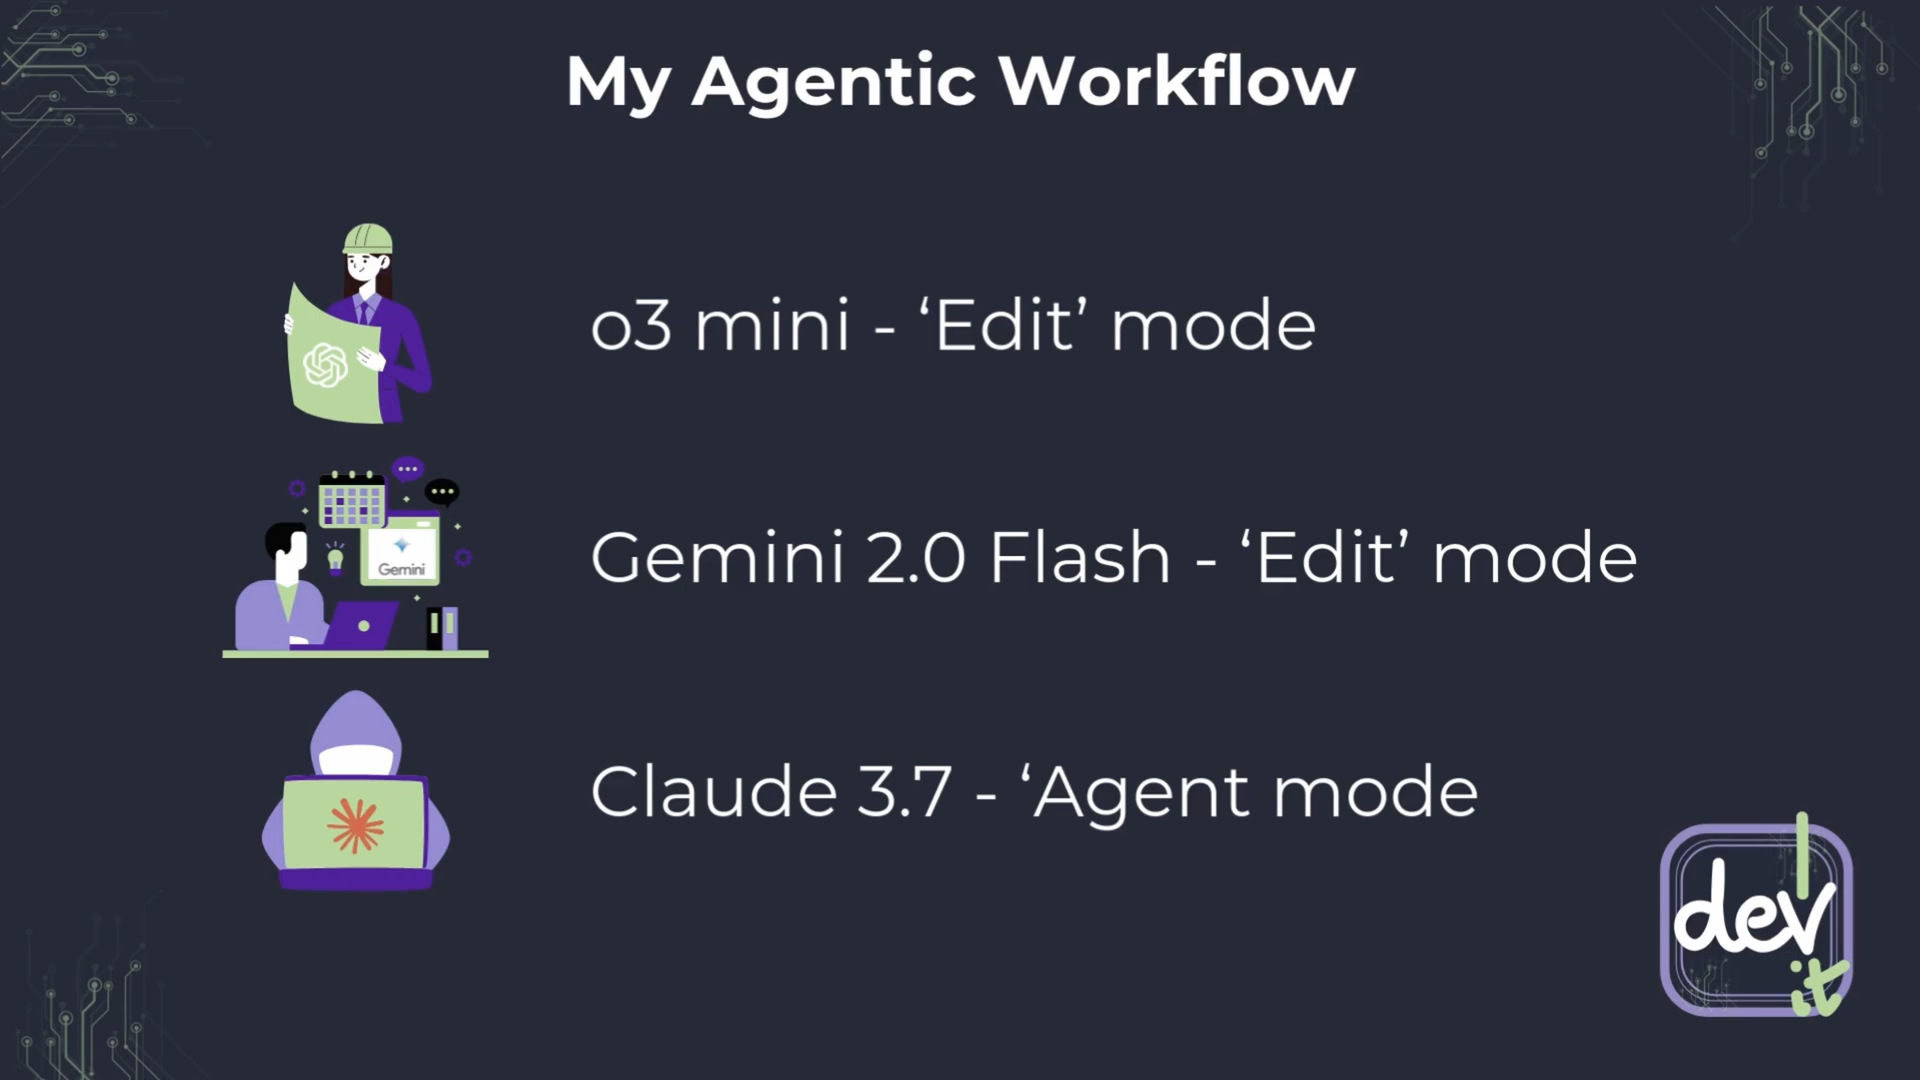 My Agentic Workflow
o3 mini - ‘Edit’ mode
Gemini
Gemini 2.0 Flash - ‘Edit’ mode
Claude 3.7 - ‘Agent mode
dev
it